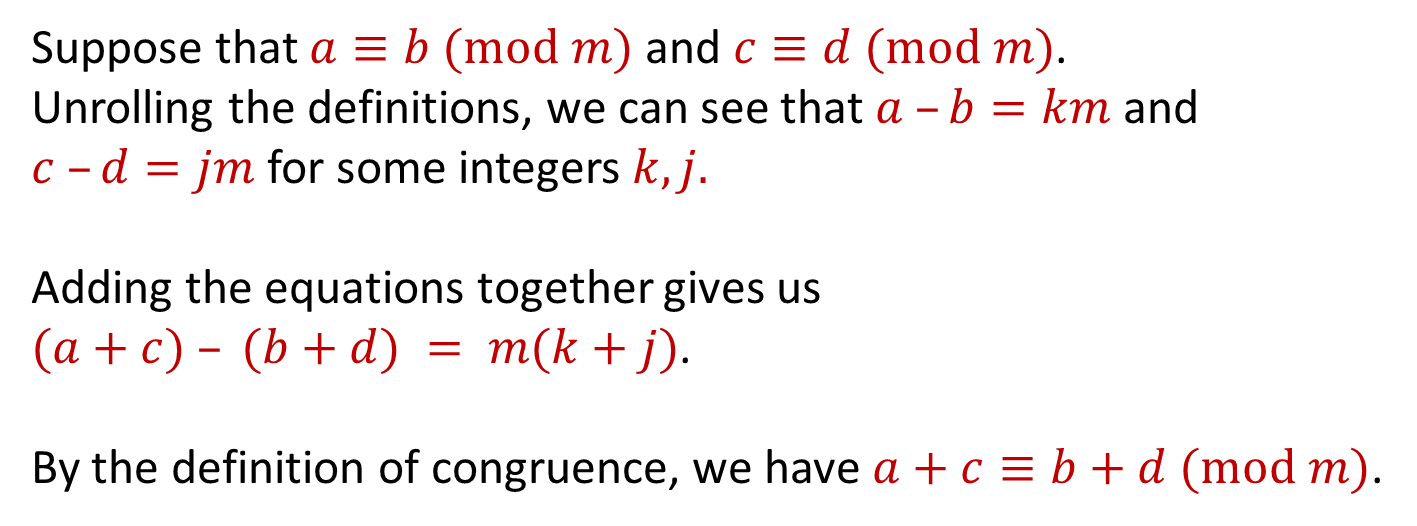 Suppose that a ≡ b (mod m) and c ≡ d (mod m).
Unrolling the definitions, we can see that a – b = km and
c – d = jm for some integers k, j.
Adding the equations together gives us
(a + c) – (b + d) = m(k + j).
By the definition of congruence, we have a + c ≡ b + d (mod m).